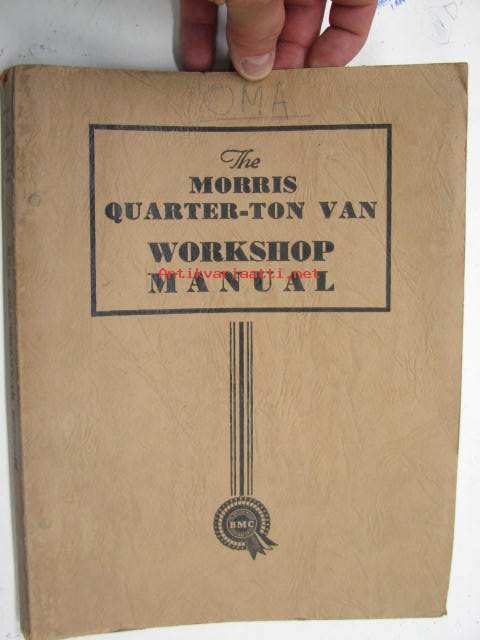 OMA
The
MORRIS
QUARTER-TON VAN
WORKSHOP
Antikvariaatti.net
MANUAL
BMC